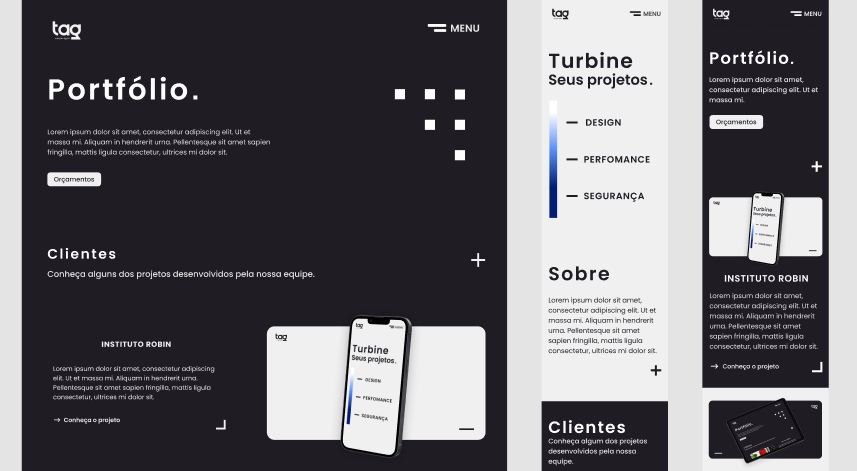 tag
MENU
Portfólio.
Lorem ipsum dolor sit amet, consectetur adipiscing elit. Ut et
massa mi. Aliquam in hendrerit urna. Pellentesque sit amet sapien
fringilla, mattis ligula consectetur, ultrices mi dolor sit.
Orçamentos
Clientes
Conheça alguns dos projetos desenvolvidos pela nossa equipe.
INSTITUTO ROBIN
Lorem ipsum dolor sit amet, consectetur adipiscing
elit. Ut et massa mi. Aliquam in hendrerit urna.
Pellentesque sit amet sapien fringilla, mattis ligula
consectetur, ultrices mi dolor sit.
Conheça o projeto
tag
tag
Turbine
Seus projetos.
DESIGN
PERFOMANCE
SEGURANÇA
tag
MENU
Turbine
Seus projetos.
DESIGN
PERFOMANCE
SEGURANÇA
Sobre
Lorem ipsum dolor sit amet,
consectetur adipiscing elit. Ut et
massa mi. Aliquam in hendrerit
urna. Pellentesque sit amet sapien
fringilla, mattis ligula
consectetur, ultrices mi dolor sit.
Clientes
Conheça algum dos projetos
desenvolvidos pela nossa
equipe.
tag
MENU
Portfólio.
Lorem ipsum dolor sit amet,
consectetur adipiscing elit. Ut et
massa mi.
Orçamentos
tag
Turbine
Seus projetos.
INSTITUTO ROBIN
Lorem ipsum dolor sit amet,
consectetur adipiscing elit. Ut et
massa mi. Aliquam in hendrerit
urna. Pellentesque sit amet sapien
fringilla, mattis ligula
consectetur, ultrices mi dolor sit.
Conheça o projeto
tag
Portfólio.